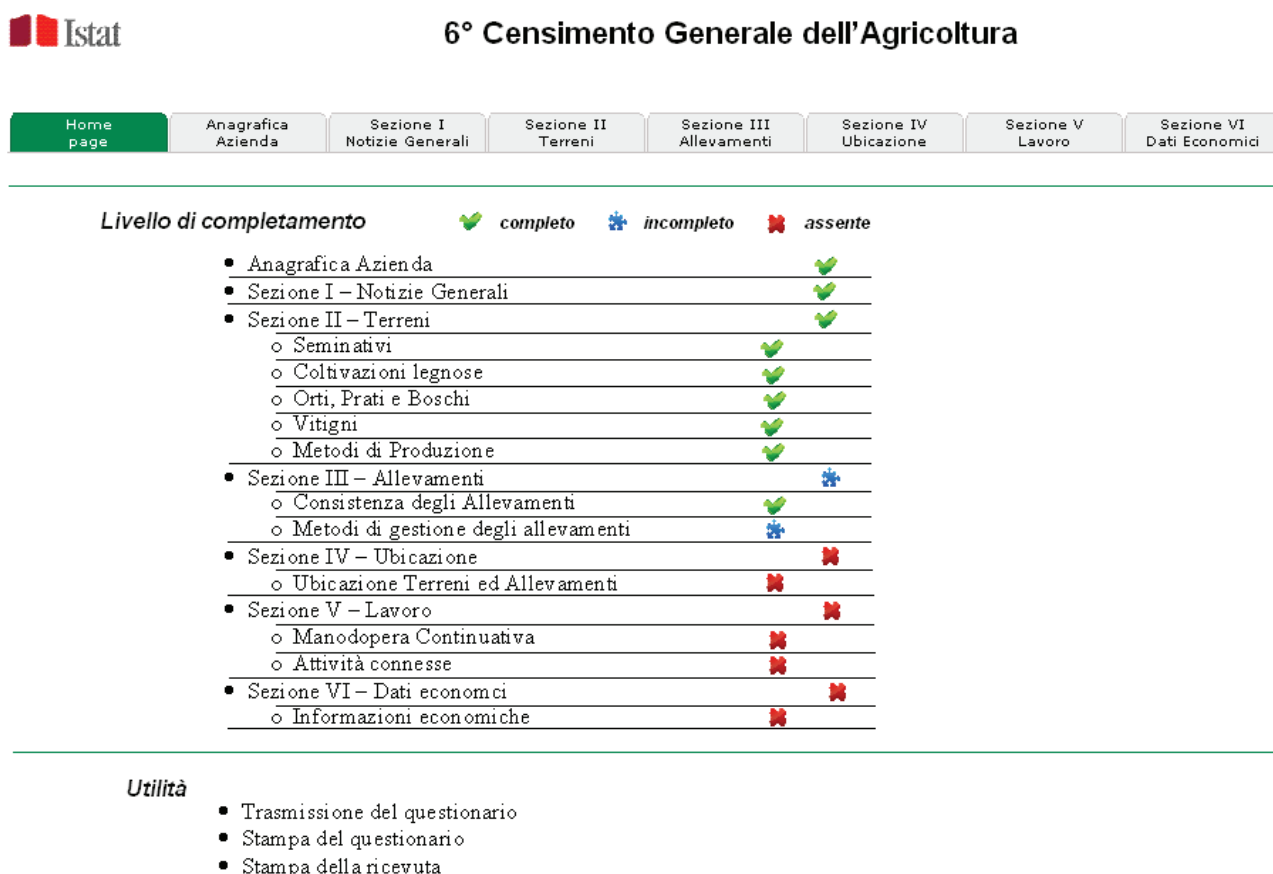 Istat
6° Censimento Generale dell'Agricoltura
Home page
Anagrafica Azienda
Sezione I Notizie Generali
Sezione II Terreni
Sezione III Allevamenti
Sezione IV Ubicazione
Sezione V Lavoro
Sezione VI Dati Economici
Livello di completamento completo incompleto assente
Anagrafica Azienda
Sezione I – Notizie Generali
Sezione II – Terreni
Seminativi
Coltivazioni legnose
Orti, Prati e Boschi
Vitigni
Metodi di Produzione
Sezione III – Allevamenti
Consistenza degli Allevamenti
Metodi di gestione degli allevamenti
Sezione IV – Ubicazione
Ubicazione Terreni ed Allevamenti
Sezione V – Lavoro
Manodopera Continuativa
Attività connesse
Sezione VI – Dati economci
Informazioni economiche
Utilità
Trasmissione del questionario
Stampa del questionario
Stampa della ricevuta